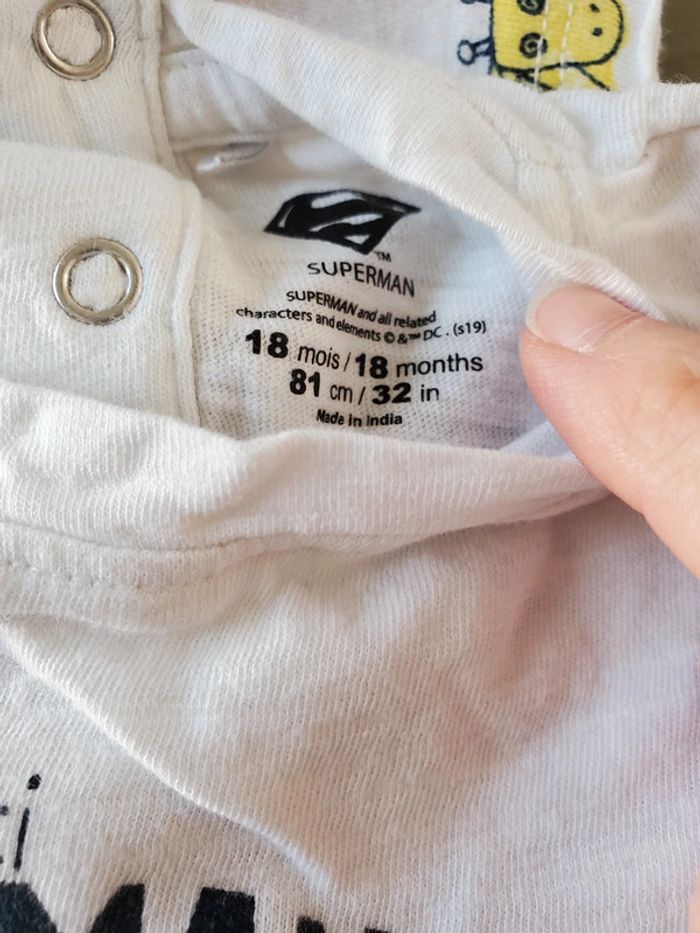 SUPERMAN
SUPERMAN and all related
characters and elements © & ™ DC. (s19)
18 mois / 18 months
81 cm / 32 in
Made in India